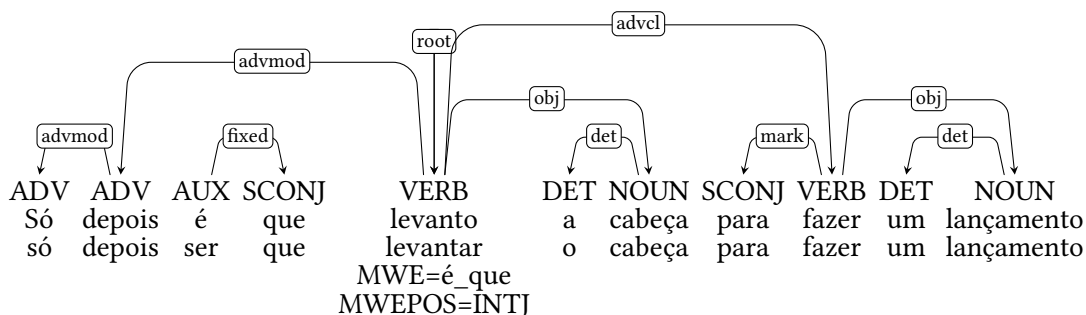 advcl
root
advmod
obj
obj
advmod
fixed
det
mark
det
ADV ADV AUX SCONJ VERB DET NOUN SCONJ VERB DET NOUN
Só depois é que levanto a cabeça para fazer um lançamento
só depois ser que levantar o cabeça para fazer um lançamento
MWE=é_que
MWEPOS=INTJ